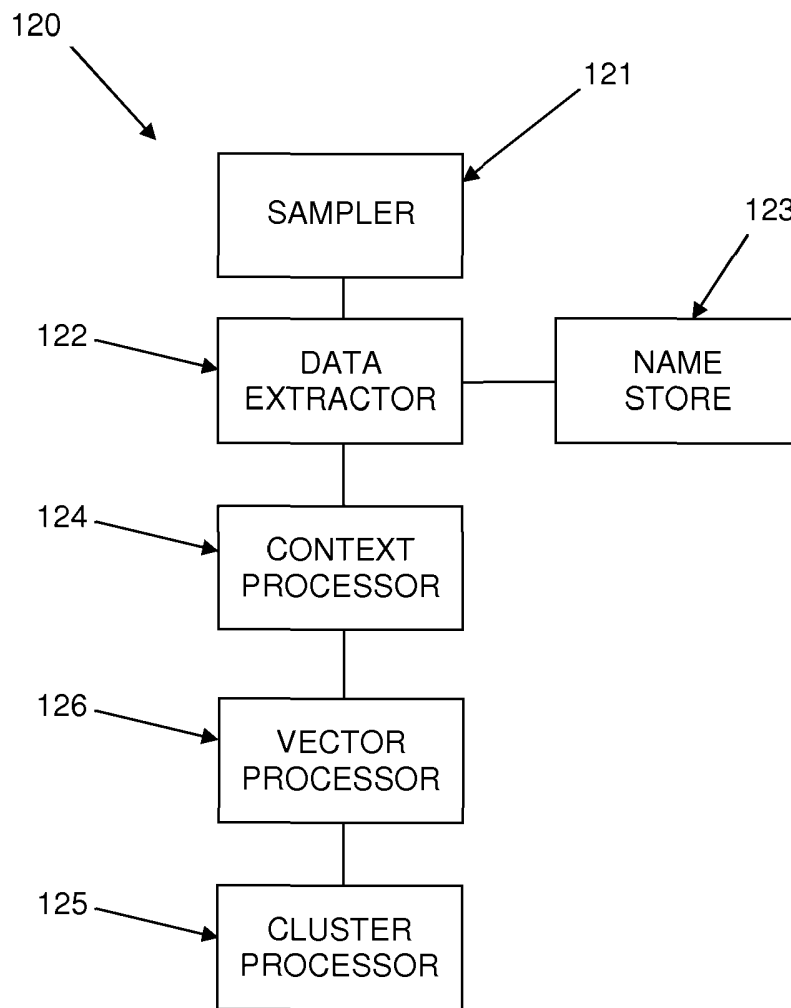 120
121
SAMPLER
123
122
DATA
EXTRACTOR
NAME
STORE
124
CONTEXT
PROCESSOR
126
VECTOR
PROCESSOR
125
CLUSTER
PROCESSOR